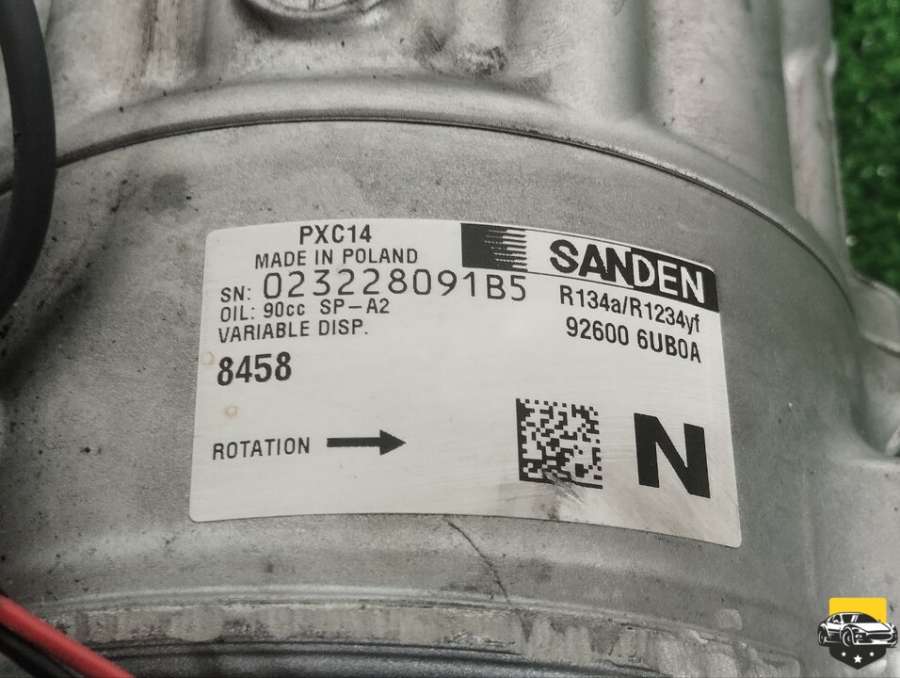 PXC14
MADE IN POLAND
SANDEN
SN: 023228091B5
OIL: 90cc SP-A2
VARIABLE DISP.
R134a/R1234yf
92600 6UB0A
8458
ROTATION
N